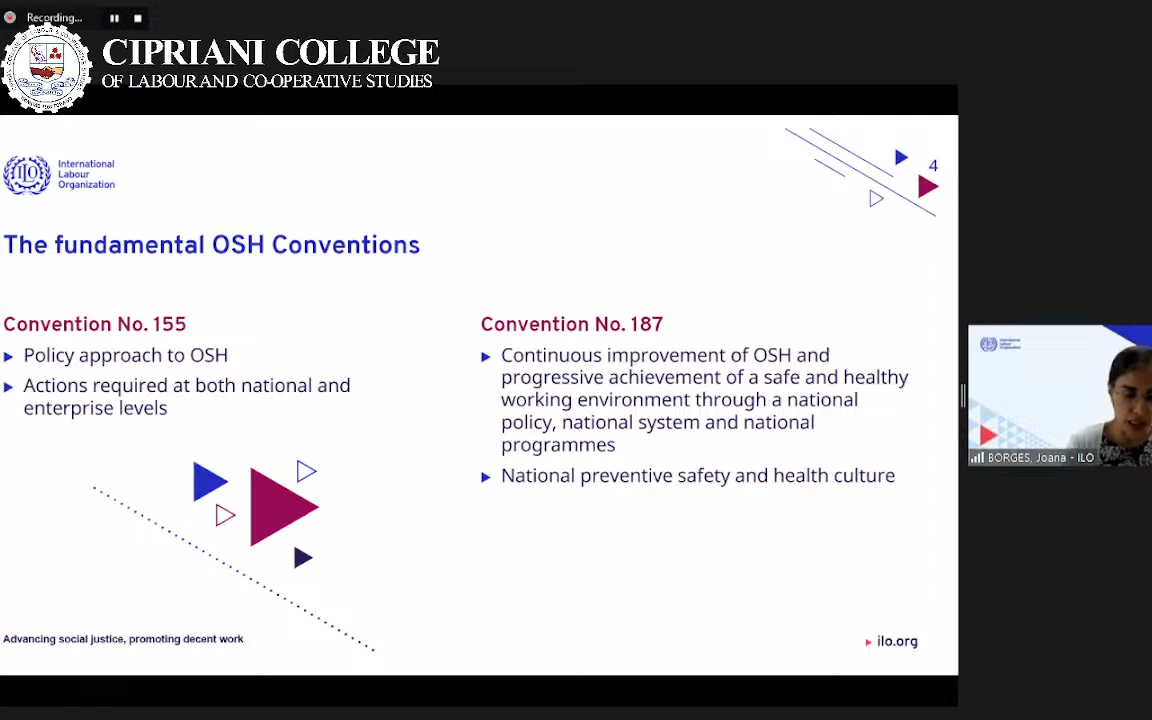 Recording...
CIPRIANI COLLEGE
OF LABOUR AND CO-OPERATIVE STUDIES
International
Labour
Organization
4
The fundamental OSH Conventions
Convention No. 155
Policy approach to OSH
Actions required at both national and
enterprise levels
Convention No. 187
Continuous improvement of OSH and
progressive achievement of a safe and healthy
working environment through a national
policy, national system and national
programmes
National preventive safety and health culture
Advancing social justice, promoting decent work
ilo.org
BORGES, Joana - ILO